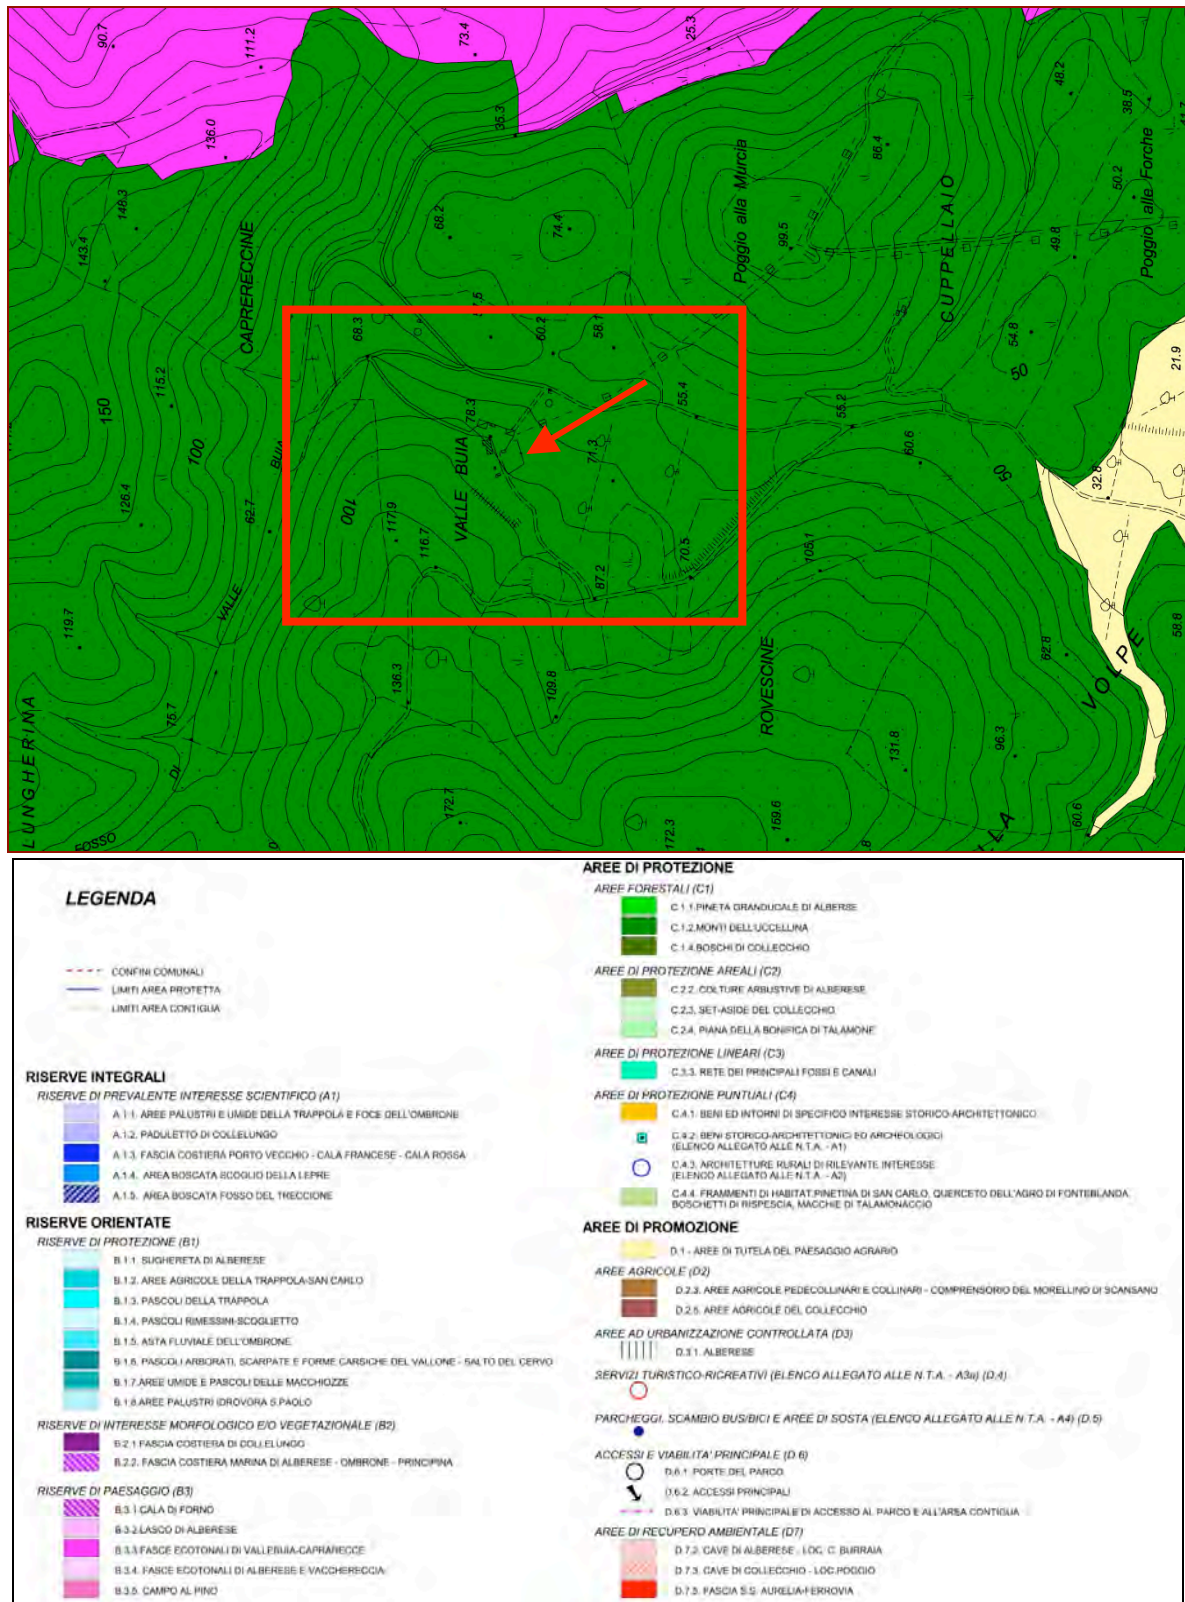 90.7
111.2
73.4
25.3
48.2
38.5
136.0
35.3
86.4
Poggio alla Murcia
50.2
Poggio alle Forche
148.3
143.4
CAPRERECCINE
68.2
74.4
99.5
CUPPELLAIO
49.8
68.3
60.2
58.1
54.8
50
21.9
115.2
150
100
78.3
55.4
55.2
BUIA
VALLE BUIA
71.3
60.6
50
32.8
126.4
62.7
100
117.9
116.7
70.5
105.1
87.2
119.7
VALLE
58.8
62.8
VOLPE
136.3
109.8
ROVESCINE
LUNGHERINA
75.7
DI
131.8
96.3
172.7
172.3
159.6
60.6
LLA
FOSSO
LEGENDA
CONFINI COMUNALI
LIMITI AREA PROTETTA
LIMITI AREA CONTIGUA
RISERVE INTEGRALI
RISERVE DI PREVALENTE INTERESSE SCIENTIFICO (A1)
A.1.1. AREE PALUSTRI E UMIDE DELLA TRAPPOLA E FOCE DELL'OMBRONE
A.1.2. PADULETTO DI COLLELUNGO
A.1.3. FASCIA COSTIERA PORTO VECCHIO - CALA FRANCESE - CALA ROSSA
A.1.4. AREA BOSCATA SCOGLIO DELLA LEPRE
A.1.5. AREA BOSCATA FOSSO DEL TRECCIONE
RISERVE ORIENTATE
RISERVE DI PROTEZIONE (B1)
B.1.1. SUGHERETA DI ALBERESE
B.1.2. AREE AGRICOLE DELLA TRAPPOLA-SAN CARLO
B.1.3. PASCOLI DELLA TRAPPOLA
B.1.4. PASCOLI RIMESSINI-SCOGLIETTO
B.1.5. ASTA FLUVIALE DELL'OMBRONE
B.1.6. PASCOLI ARBORATI, SCARPATE E FORME CARSICHE DEL VALLONE - SALTO DEL CERVO
B.1.7.AREE UMIDE E PASCOLI DELLE MACCHIOZZE
B.1.8.AREE PALUSTRI IDROVORA S.PAOLO
RISERVE DI INTERESSE MORFOLOGICO E/O VEGETAZIONALE (B2)
B.2.1 FASCIA COSTIERA DI COLLELUNGO
B.2.2. FASCIA COSTIERA MARINA DI ALBERESE - OMBRONE - PRINCIPINA
RISERVE DI PAESAGGIO (B3)
B.3.1.CALA DI FORNO
B.3.2.LASCO DI ALBERESE
B.3.3.FASCE ECOTONALI DI VALLEBUIA-CAPRARECCE
B.3.4. FASCE ECOTONALI DI ALBERESE E VACCHERECCIA
B.3.5. CAMPO AL PINO
AREE DI PROTEZIONE
AREE FORESTALI (C1)
C.1.1.PINETA GRANDUCALE DI ALBERSE
C.1.2.MONTI DELL'UCCELLINA
C.1.4.BOSCHI DI COLLECCHIO
AREE DI PROTEZIONE AREALI (C2)
C.2.2. COLTURE ARBUSTIVE DI ALBERESE
C.2.3. SET-ASIDE DEL COLLECCHIO
C.2.4. PIANA DELLA BONIFICA DI TALAMONE
AREE DI PROTEZIONE LINEARI (C3)
C.3.3. RETE DEI PRINCIPALI FOSSI E CANALI
AREE DI PROTEZIONE PUNTUALI (C4)
C.4.1. BENI ED INTORNI DI SPECIFICO INTERESSE STORICO-ARCHITETTONICO
C.4.2. BENI STORICO-ARCHITETTONICI ED ARCHEOLOGICI
(ELENCO ALLEGATO ALLE N.T.A. - A1)
C.4.3. ARCHITETTURE RURALI DI RILEVANTE INTERESSE
(ELENCO ALLEGATO ALLE N.T.A. - A2)
C.4.4. FRAMMENTI DI HABITAT:PINETINA DI SAN CARLO, QUERCETO DELL'AGRO DI FONTEBLANDA,
BOSCHETTI DI RISPESCIA, MACCHIE DI TALAMONACCIO
AREE DI PROMOZIONE
D.1 - AREE DI TUTELA DEL PAESAGGIO AGRARIO
AREE AGRICOLE (D2)
D.2.3. AREE AGRICOLE PEDECOLLINARI E COLLINARI - COMPRENSORIO DEL MORELLINO DI SCANSANO
D.2.5. AREE AGRICOLE DEL COLLECCHIO
AREE AD URBANIZZAZIONE CONTROLLATA (D3)
D.3.1. ALBERESE
SERVIZI TURISTICO-RICREATIVI (ELENCO ALLEGATO ALLE N.T.A. - A3a) (D.4)
PARCHEGGI, SCAMBIO BUS/BICI E AREE DI SOSTA (ELENCO ALLEGATO ALLE N.T.A. - A4) (D.5)
ACCESSI E VIABILITA' PRINCIPALE (D.6)
D.6.1. PORTE DEL PARCO
D.6.2. ACCESSI PRINCIPALI
D.6.3. VIABILITA' PRINCIPALE DI ACCESSO AL PARCO E ALL'AREA CONTIGUA
AREE DI RECUPERO AMBIENTALE (D7)
D.7.2. CAVE DI ALBERESE - LOC. C. BURRAIA
D.7.3. CAVE DI COLLECCHIO - LOC.POGGIO
D.7.5. FASCIA S.S. AURELIA-FERROVIA